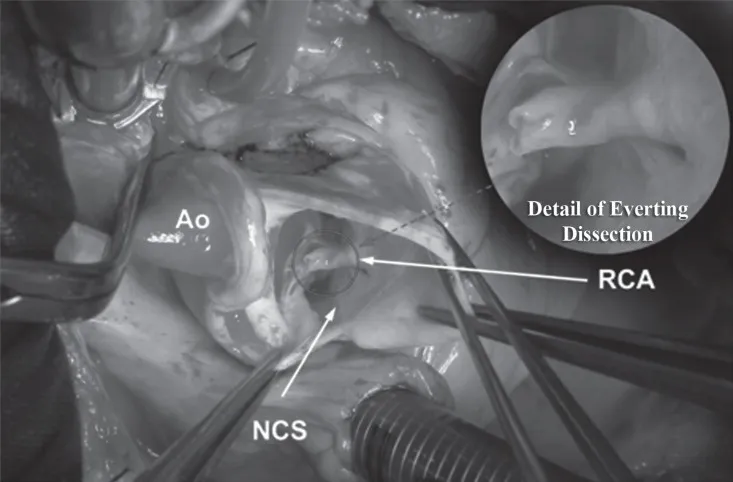 Ao
Detail of Everting
Dissection
RCA
NCS